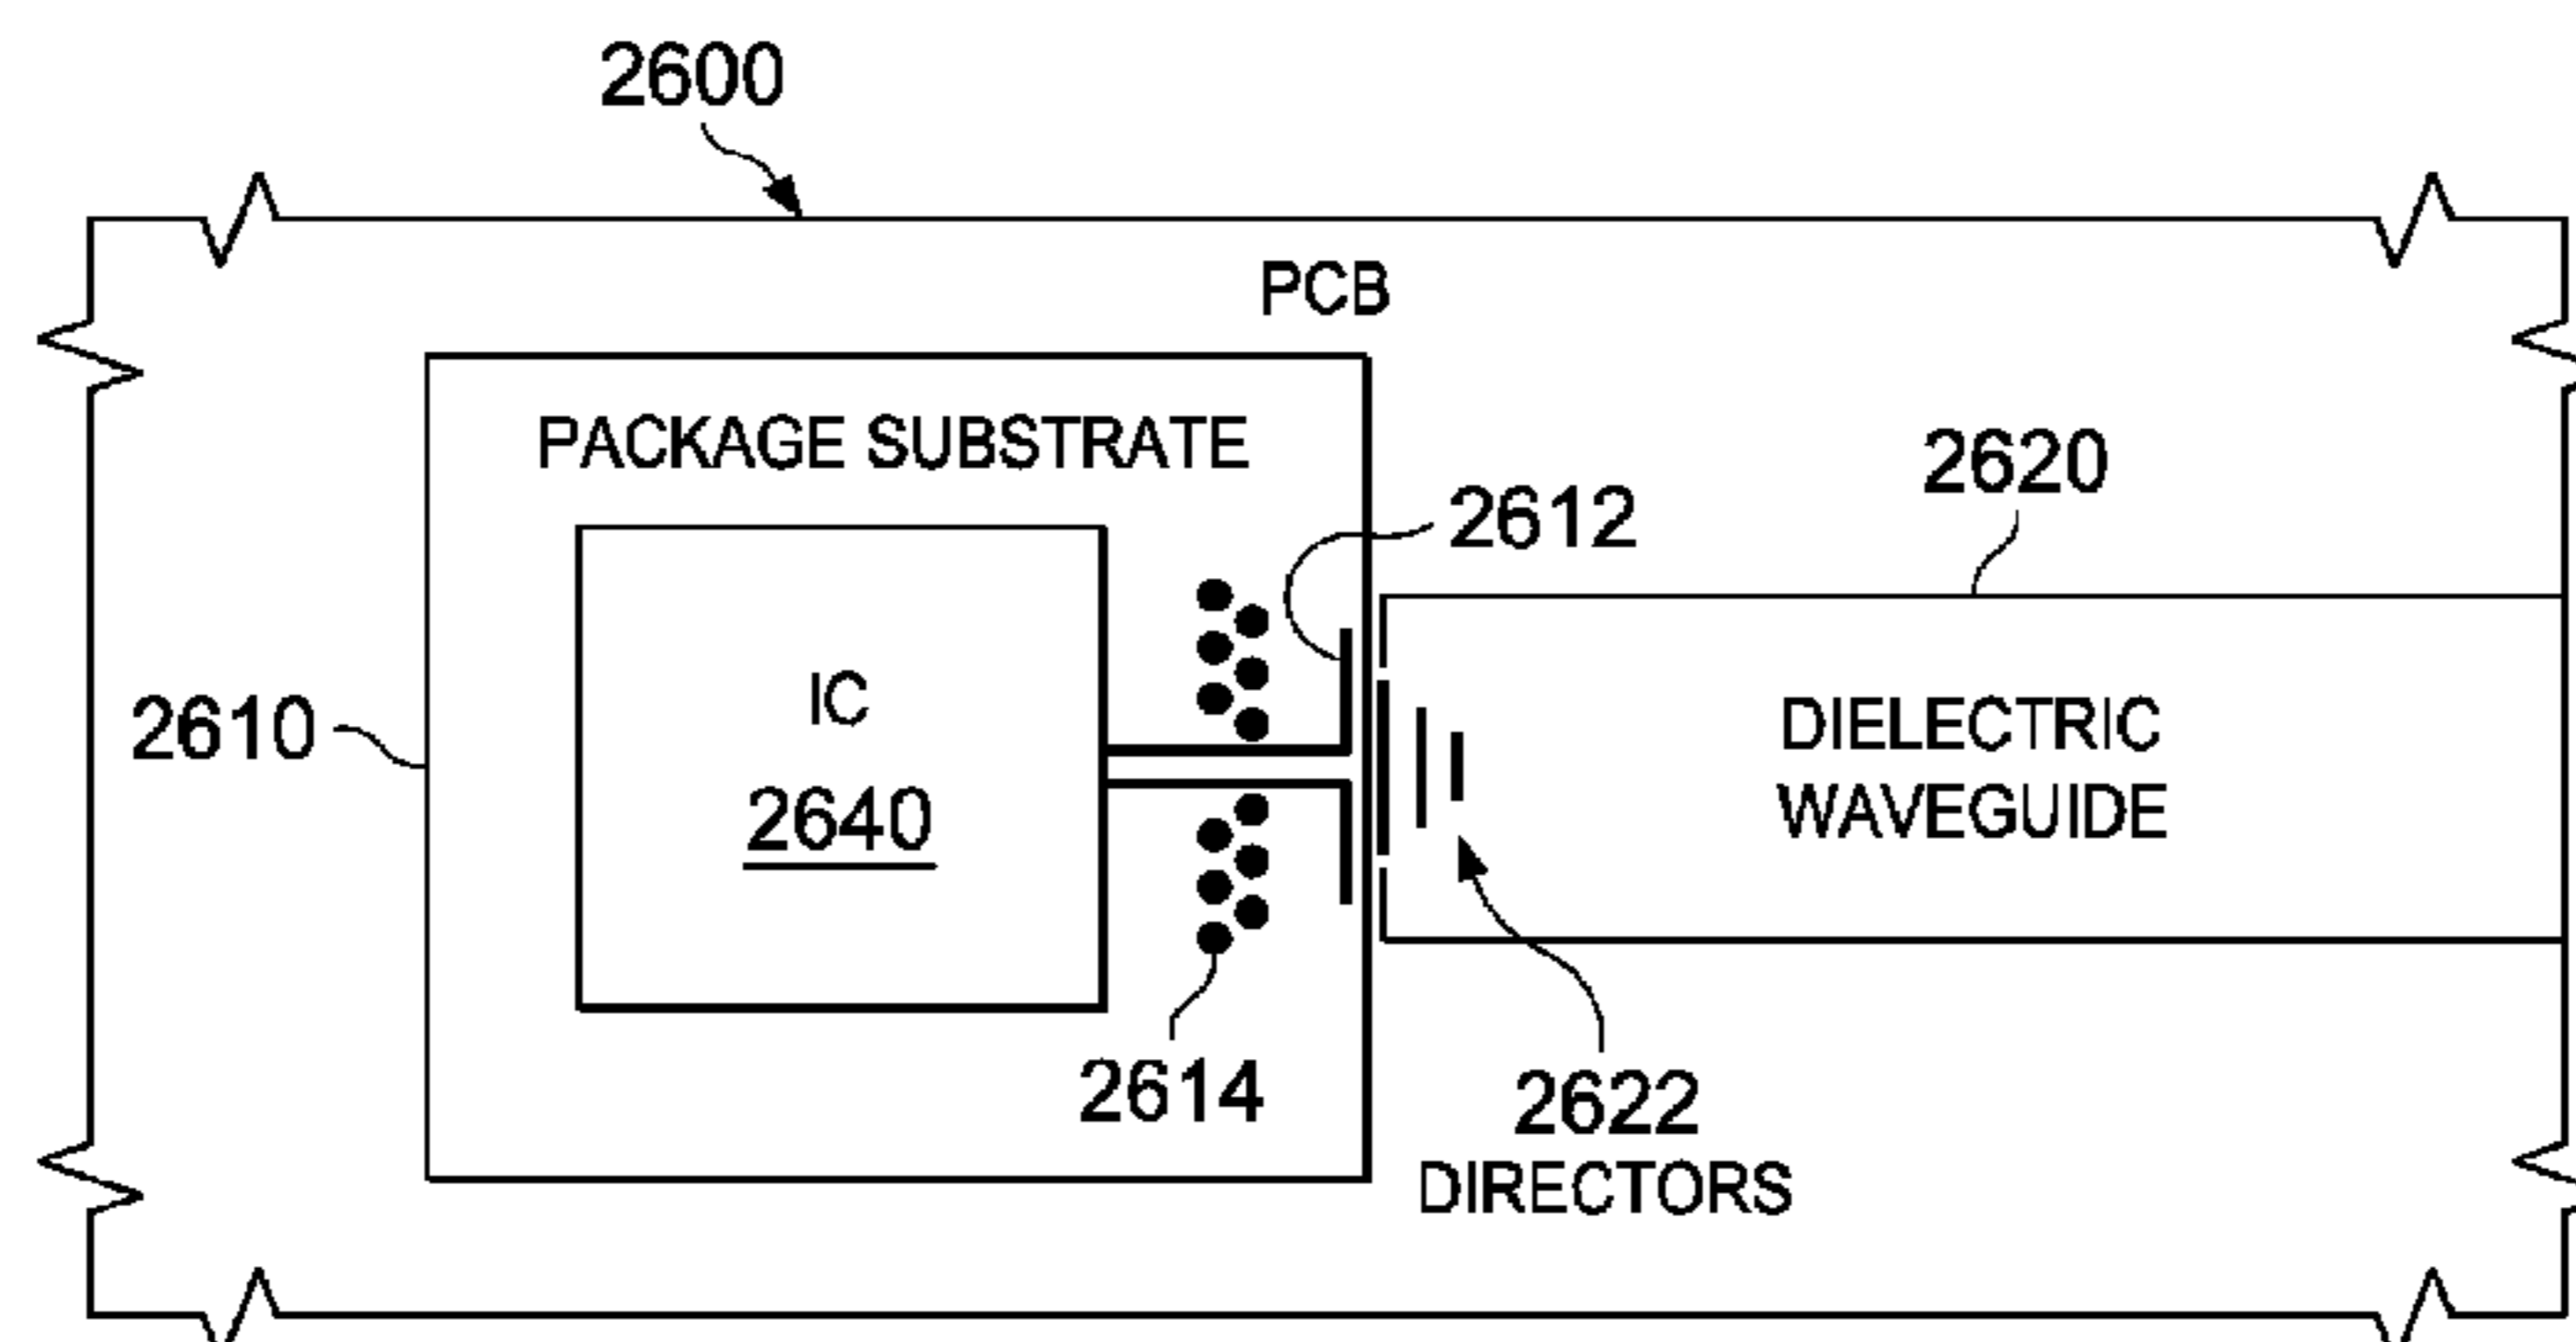 2600
PCB
PACKAGE SUBSTRATE
2612
2620
IC
2640
2610
DIELECTRIC
WAVEGUIDE
2614
2622
DIRECTORS